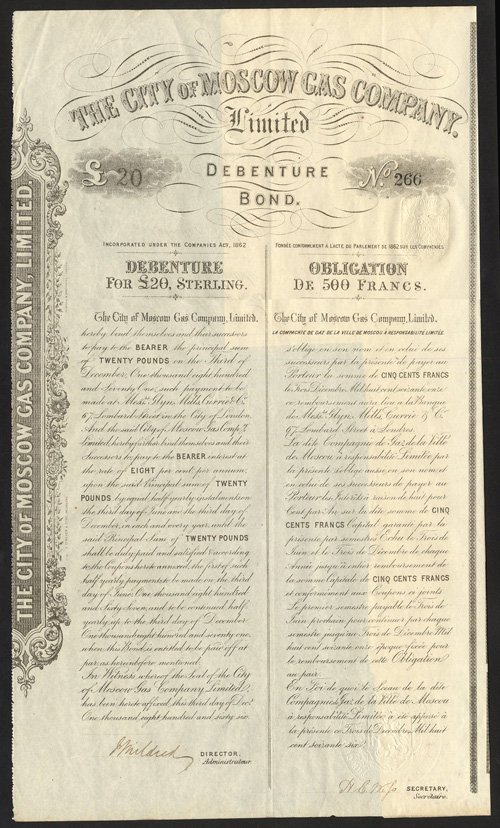 THE CITY OF MOSCOW GAS COMPANY.
Limited
£ 20
DEBENTURE
BOND.
No. 266
THE CITY OF MOSCOW GAS COMPANY, LIMITED.
INCORPORATED UNDER THE COMPANIES ACT, 1862
DEBENTURE
FOR £20, STERLING.
The City of Moscow Gas Company, Limited,
hereby bind themselves and their successors
to pay to the BEARER the principal sum
of TWENTY POUNDS on the Third of
December, One thousand eight hundred
and Seventy One, such payment to be
made at Messrs. Glyn, Mills, Currie & Co.
67, Lombard Street in the City of London.
And the said City of Moscow Gas Compy.
Limited, hereby further bind themselves and their
Successors to pay to the BEARER interest at
the rate of EIGHT per cent per annum,
upon the said Principal sum of TWENTY
POUNDS by equal half yearly instalments on
the third day of June and the third day of
December, in each and every year, until the
said Principal Sum of TWENTY POUNDS
shall be duly paid and satisfied according
to the Coupons hereto annexed, the first of such
half yearly payments to be made on the third
day of June, One thousand eight hundred
and Sixty Seven, and to be continued half
yearly up to the third day of December
One thousand eight hundred and seventy one,
when this Bond is entitled to be paid off at
par as hereinbefore mentioned.
In Witness whereof the Seal of the City
of Moscow Gas Company, Limited,
has been hereto affixed, this third day of Decr.
One thousand eight hundred and sixty six.
DIRECTOR,
Administrateur
FONDÉE CONFORMÉMENT À L'ACTE DU PARLEMENT DE 1862 SUR LES COMPAGNIES
OBLIGATION
DE 500 FRANCS.
The City of Moscow Gas Company, Limited,
LA COMPAGNIE DE GAZ DE LA VILLE DE MOSCOU À RESPONSABILITÉ LIMITÉE,
s'oblige en son nom et en celui de ses
successeurs par la présente de payer au
Porteur la somme de CINQ CENTS FRANCS
le Trois Décembre Mil huit cent soixante onze
ce remboursement aura lieu à la Banque
de Messrs. Glyn, Mills, Currie & Co.
67 Lombard Street à Londres.
La dite Compagnie de Gaz de la Ville
de Moscou à responsabilité Limitée par
la présente s'oblige aussi en son nom et
en celui de ses successeurs de payer au
Porteur les Intérêts à raison de huit pour
Cent par An sur la dite somme de CINQ
CENTS FRANCS Capital garantie par la
présente par semestres Echus le Trois de
Juin et le Trois de Décembre de chaque
Année jusqu'à entier remboursement de
la somme Capitale de CINQ CENTS FRANCS
et conformément aux Coupons ci joints.
Le premier semestre payable le Trois de
Juin prochain pour continuer par chaque
semestre jusqu'au Trois de Décembre Mil
huit cent soixante onze époque fixée pour
le remboursement de cette Obligation
au pair.
En Foi de quoi le Sceau de la dite
Compagnie de Gaz de la Ville de Moscou
à responsabilité Limitée a été apposé à
la présente ce Trois de Décembre Mil huit
cent soixante six.
SECRETARY,
Secrétaire.